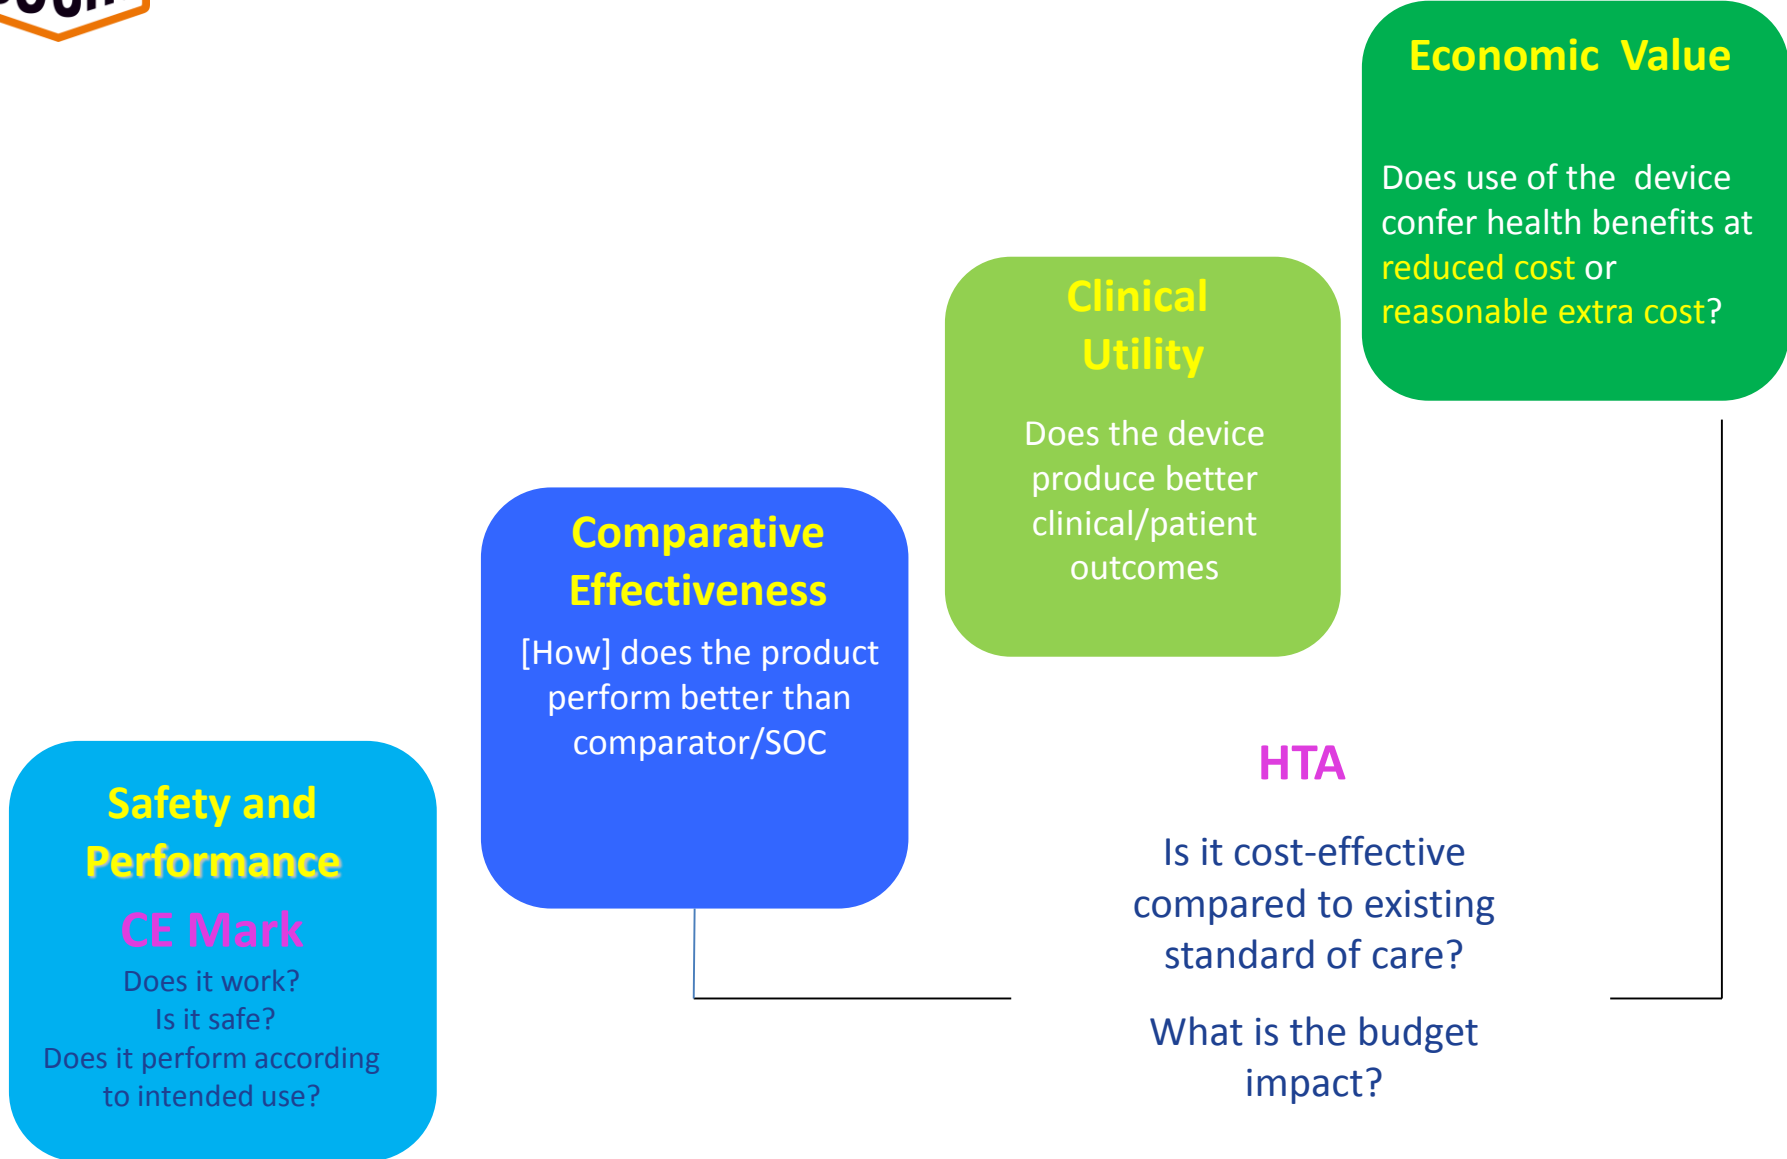 Safety and
Performance
CE Mark
Does it work?
Is it safe?
Does it perform according
to intended use?
Comparative
Effectiveness
[How] does the product
perform better than
comparator/SOC
Clinical
Utility
Does the device
produce better
clinical/patient
outcomes
Economic Value
Does use of the device
confer health benefits at
reduced cost or
reasonable extra cost?
HTA
Is it cost-effective
compared to existing
standard of care?
What is the budget
impact?